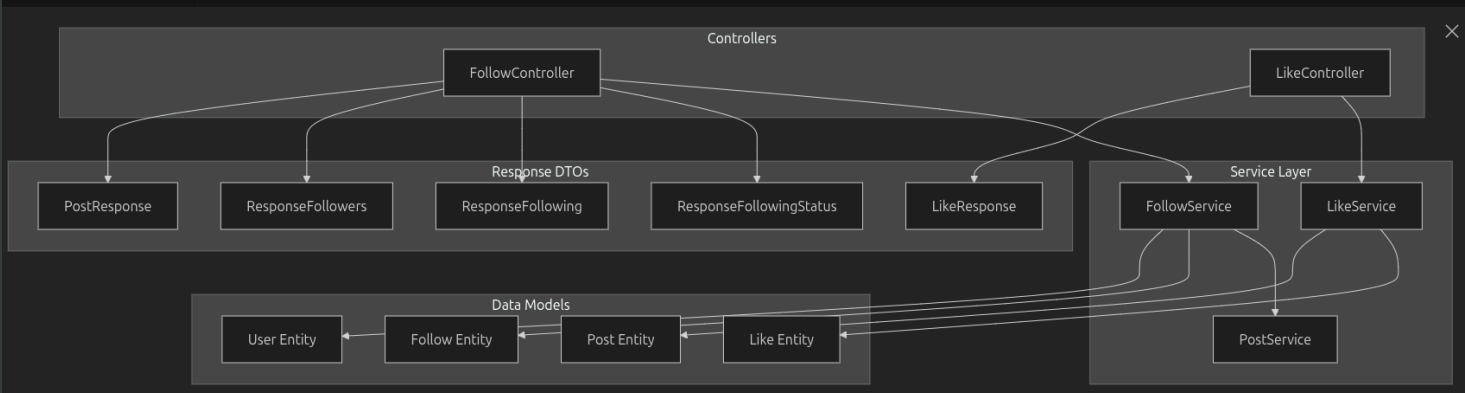 Controllers
FollowController
LikeController
Response DTOs
Service Layer
PostResponse
ResponseFollowers
ResponseFollowing
ResponseFollowingStatus
LikeResponse
FollowService
LikeService
Data Models
User Entity
Follow Entity
Post Entity
Like Entity
PostService